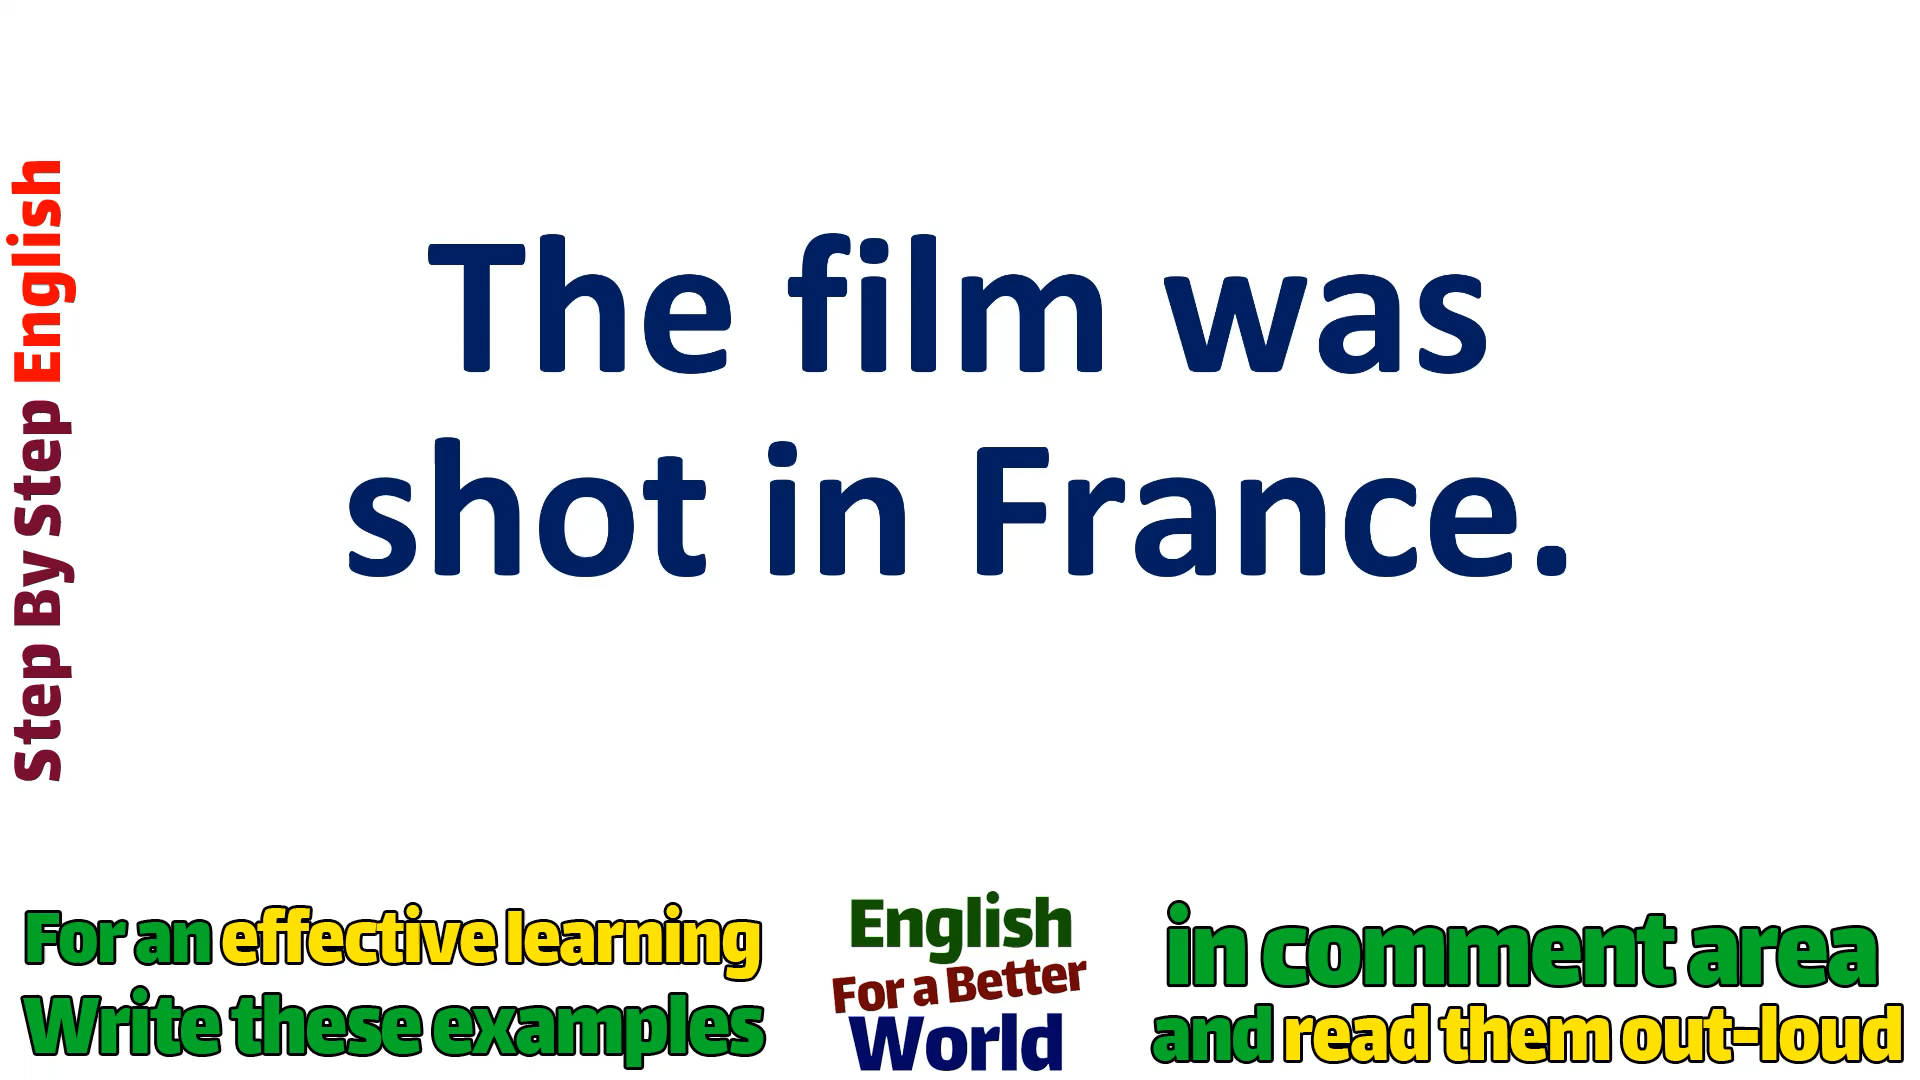 Step By Step English
The film was
shot in France.
For an effective learning
Write these examples
English
For a Better
World
in comment area
and read them out-loud